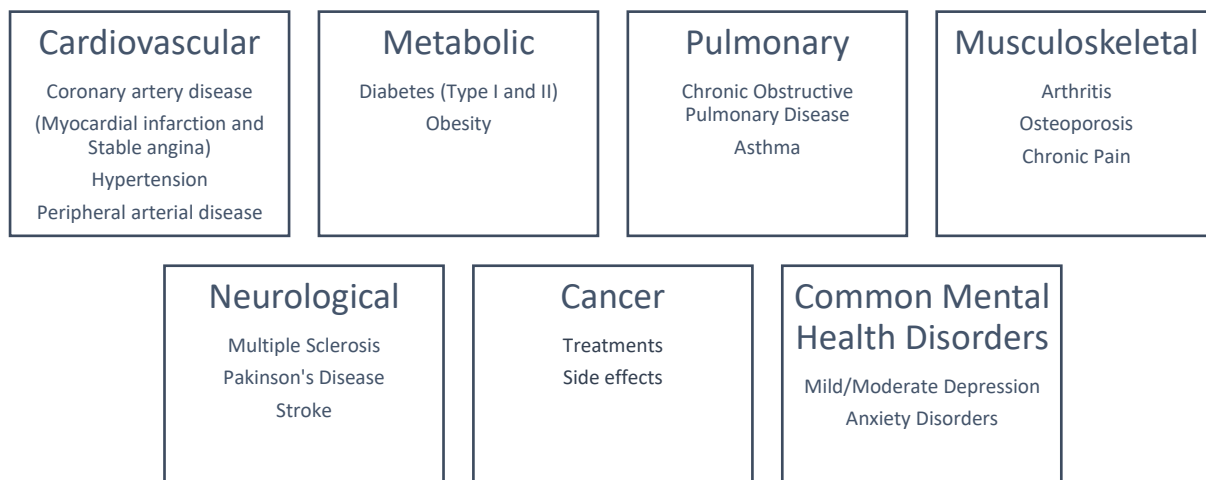 Cardiovascular
Coronary artery disease
(Myocardial infarction and
Stable angina)
Hypertension
Peripheral arterial disease
Metabolic
Diabetes (Type I and II)
Obesity
Pulmonary
Chronic Obstructive
Pulmonary Disease
Asthma
Musculoskeletal
Arthritis
Osteoporosis
Chronic Pain
Neurological
Multiple Sclerosis
Pakinson's Disease
Stroke
Cancer
Treatments
Side effects
Common Mental
Health Disorders
Mild/Moderate Depression
Anxiety Disorders